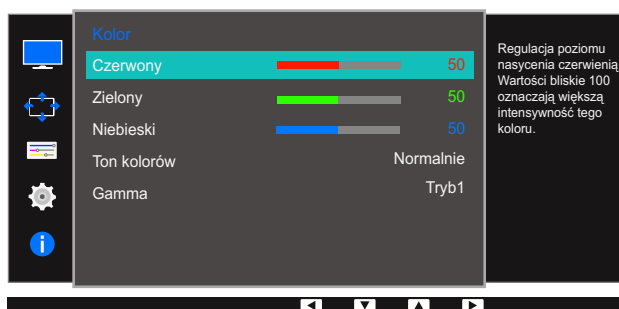 Kolor
Czerwony 50
Zielony 50
Niebieski 50
Ton kolorów Normalnie
Gamma Tryb1
Regulacja poziomu
nasycenia czerwienią
Wartości bliskie 100
oznaczają większą
intensywność tego
koloru.